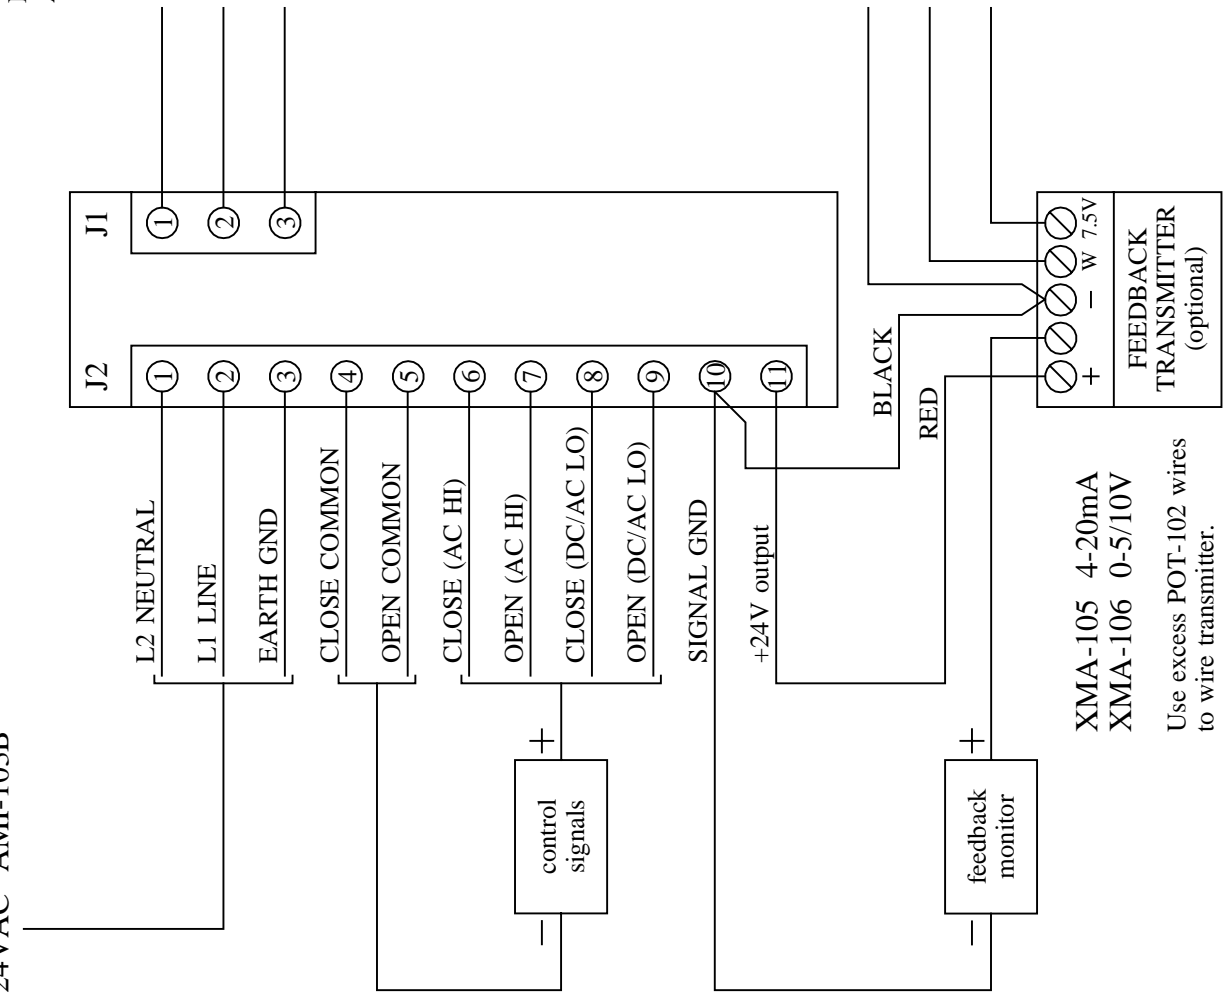 24VAC AMP-105B
J1
1
2
3
J2
1
2
3
4
5
6
7
8
9
10
11
L2 NEUTRAL
L1 LINE
EARTH GND
CLOSE COMMON
OPEN COMMON
CLOSE (AC HI)
OPEN (AC HI)
CLOSE (DC/AC LO)
OPEN (DC/AC LO)
SIGNAL GND
+24V output
+
control
signals
−
BLACK
RED
+
feedback
monitor
−
+ − W 7.5V
FEEDBACK
TRANSMITTER
(optional)
XMA-105 4-20mA
XMA-106 0-5/10V
Use excess POT-102 wires
to wire transmitter.